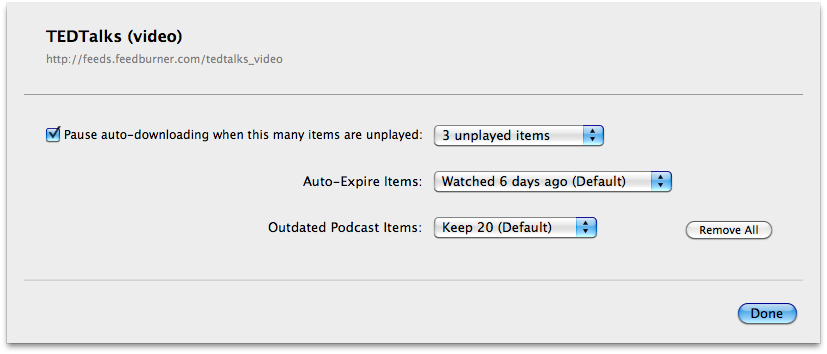 TEDTalks (video)
http://feeds.feedburner.com/tedtalks_video
Pause auto-downloading when this many items are unplayed: 3 unplayed items
Auto-Expire Items: Watched 6 days ago (Default)
Outdated Podcast Items: Keep 20 (Default) Remove All
Done